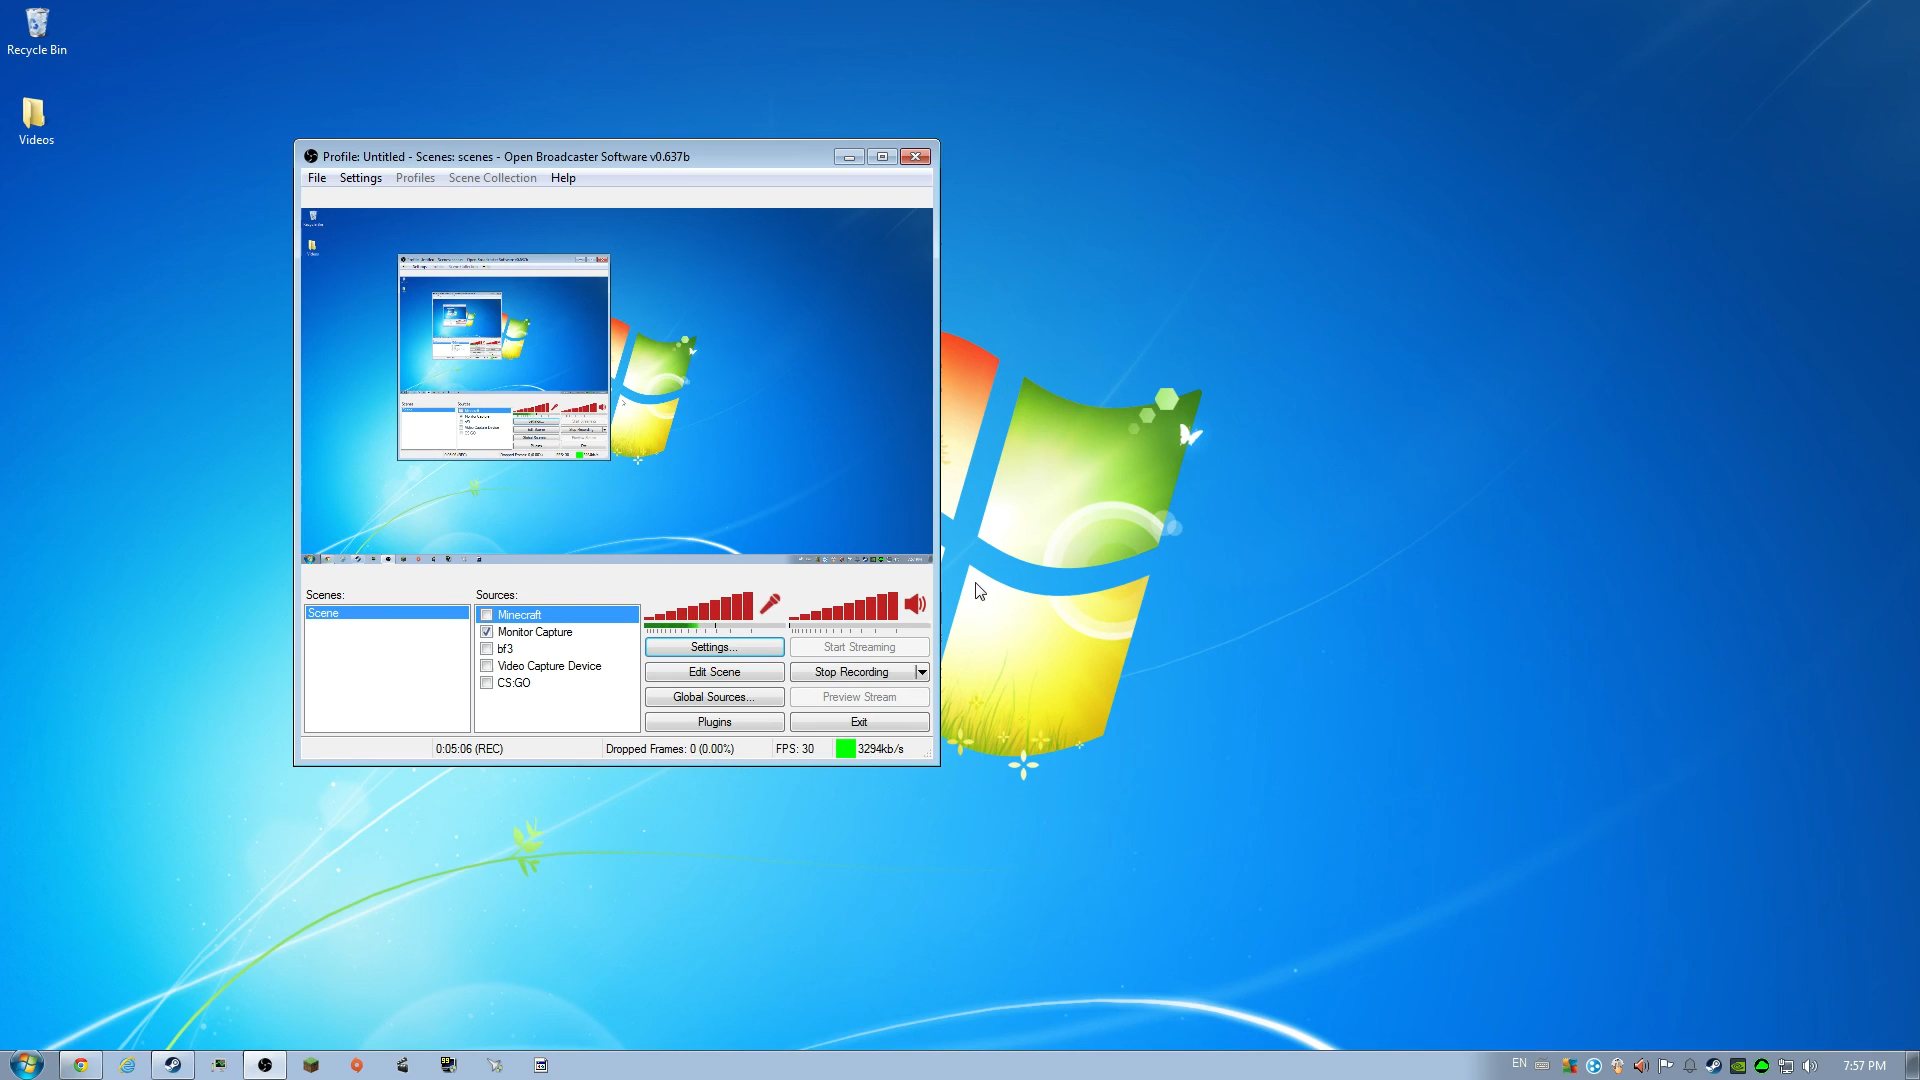 Recycle Bin
Videos
Profile: Untitled - Scenes: scenes - Open Broadcaster Software v0.637b
File Settings Profiles Scene Collection Help
Scenes:
Scene
Sources:
Minecraft
Monitor Capture
bf3
Video Capture Device
CS:GO
Settings... Start Streaming
Edit Scene Stop Recording
Global Sources... Preview Stream
Plugins Exit
0:05:06 (REC) Dropped Frames: 0 (0.00%) FPS: 30 3294kb/s
EN 7:57 PM